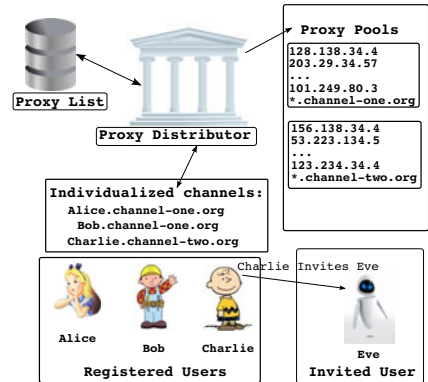 Proxy Pools
128.138.34.4
203.29.34.57
...
101.249.80.3
*.channel-one.org
156.138.34.4
53.223.134.5
...
123.234.34.4
*.channel-two.org
Proxy List
Proxy Distributor
Individualized channels:
Alice.channel-one.org
Bob.channel-one.org
Charlie.channel-two.org
Charlie Invites Eve
Alice
Bob
Charlie
Registered Users
Eve
Invited User